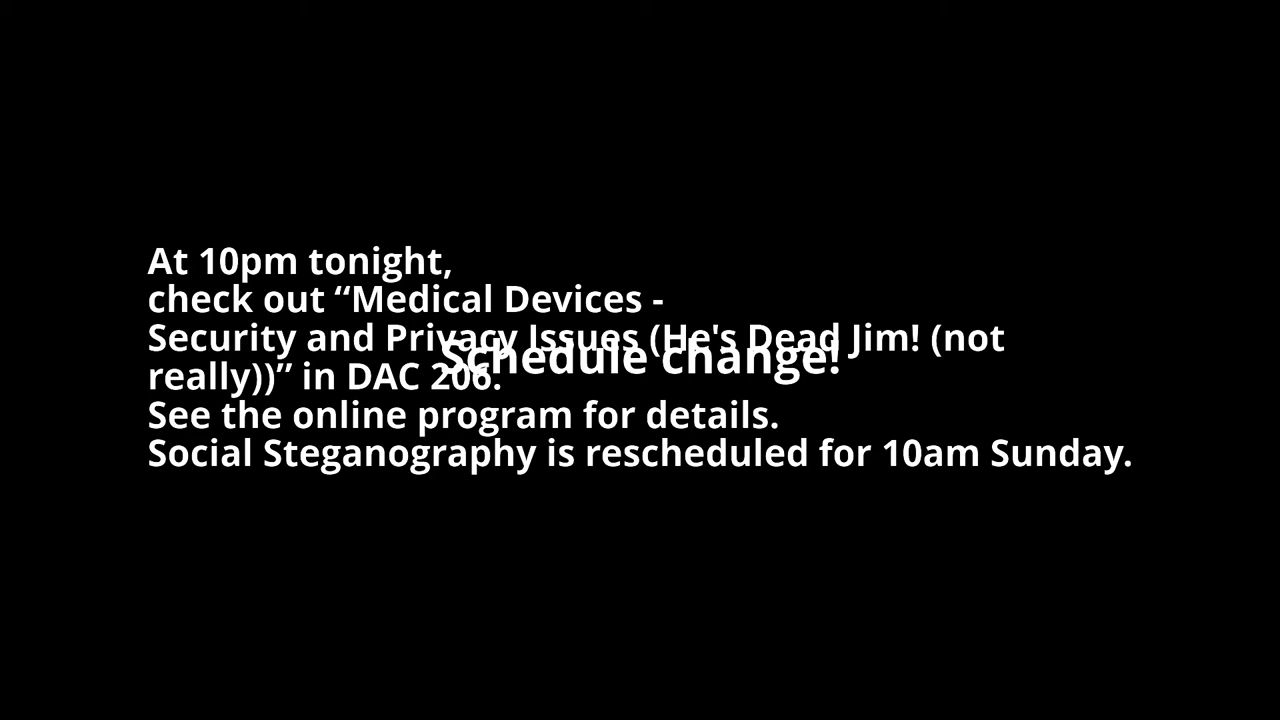 At 10pm tonight,
check out “Medical Devices -
Security and Privacy Issues (He's Dead Jim! (not
Schedule change!
really))” in DAC 206.
See the online program for details.
Social Steganography is rescheduled for 10am Sunday.